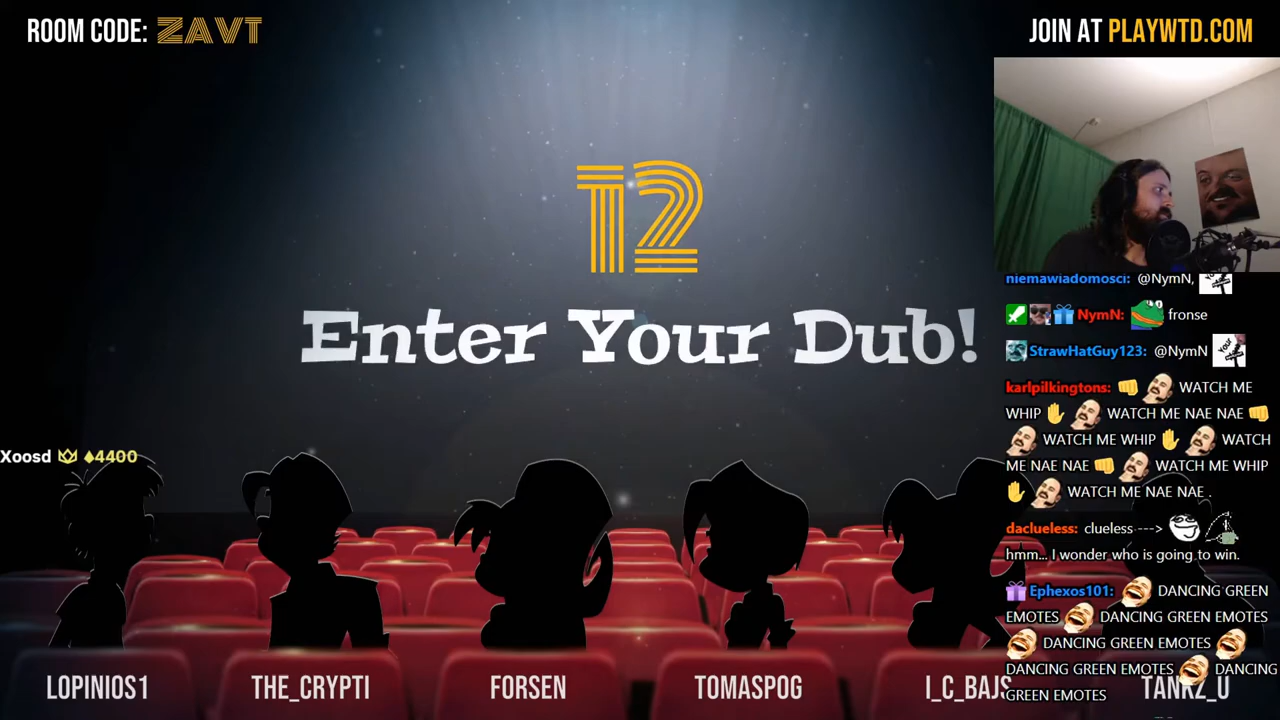 ROOM CODE: ZAVT
JOIN AT PLAYWTD.COM
12
Enter Your Dub!
niemawiadomosci: @NymN,
NymN: fronse
StrawHatGuy123: @NymN
karlpilkingtons: 👊 WATCH ME
WHIP ✋ WATCH ME NAE NAE 👊
WATCH ME WHIP ✋ WATCH
ME NAE NAE 👊 WATCH ME WHIP
✋ WATCH ME NAE NAE .
daclueless: clueless --->
hmm... I wonder who is going to win.
Ephexos101: DANCING GREEN
EMOTES DANCING GREEN EMOTES
DANCING GREEN EMOTES
DANCING GREEN EMOTES DANCING
GREEN EMOTES
Xoosd 4400
LOPINIOS1
THE_CRYPTI
FORSEN
TOMASPOG
I_C_BAJS
TANKZ_U